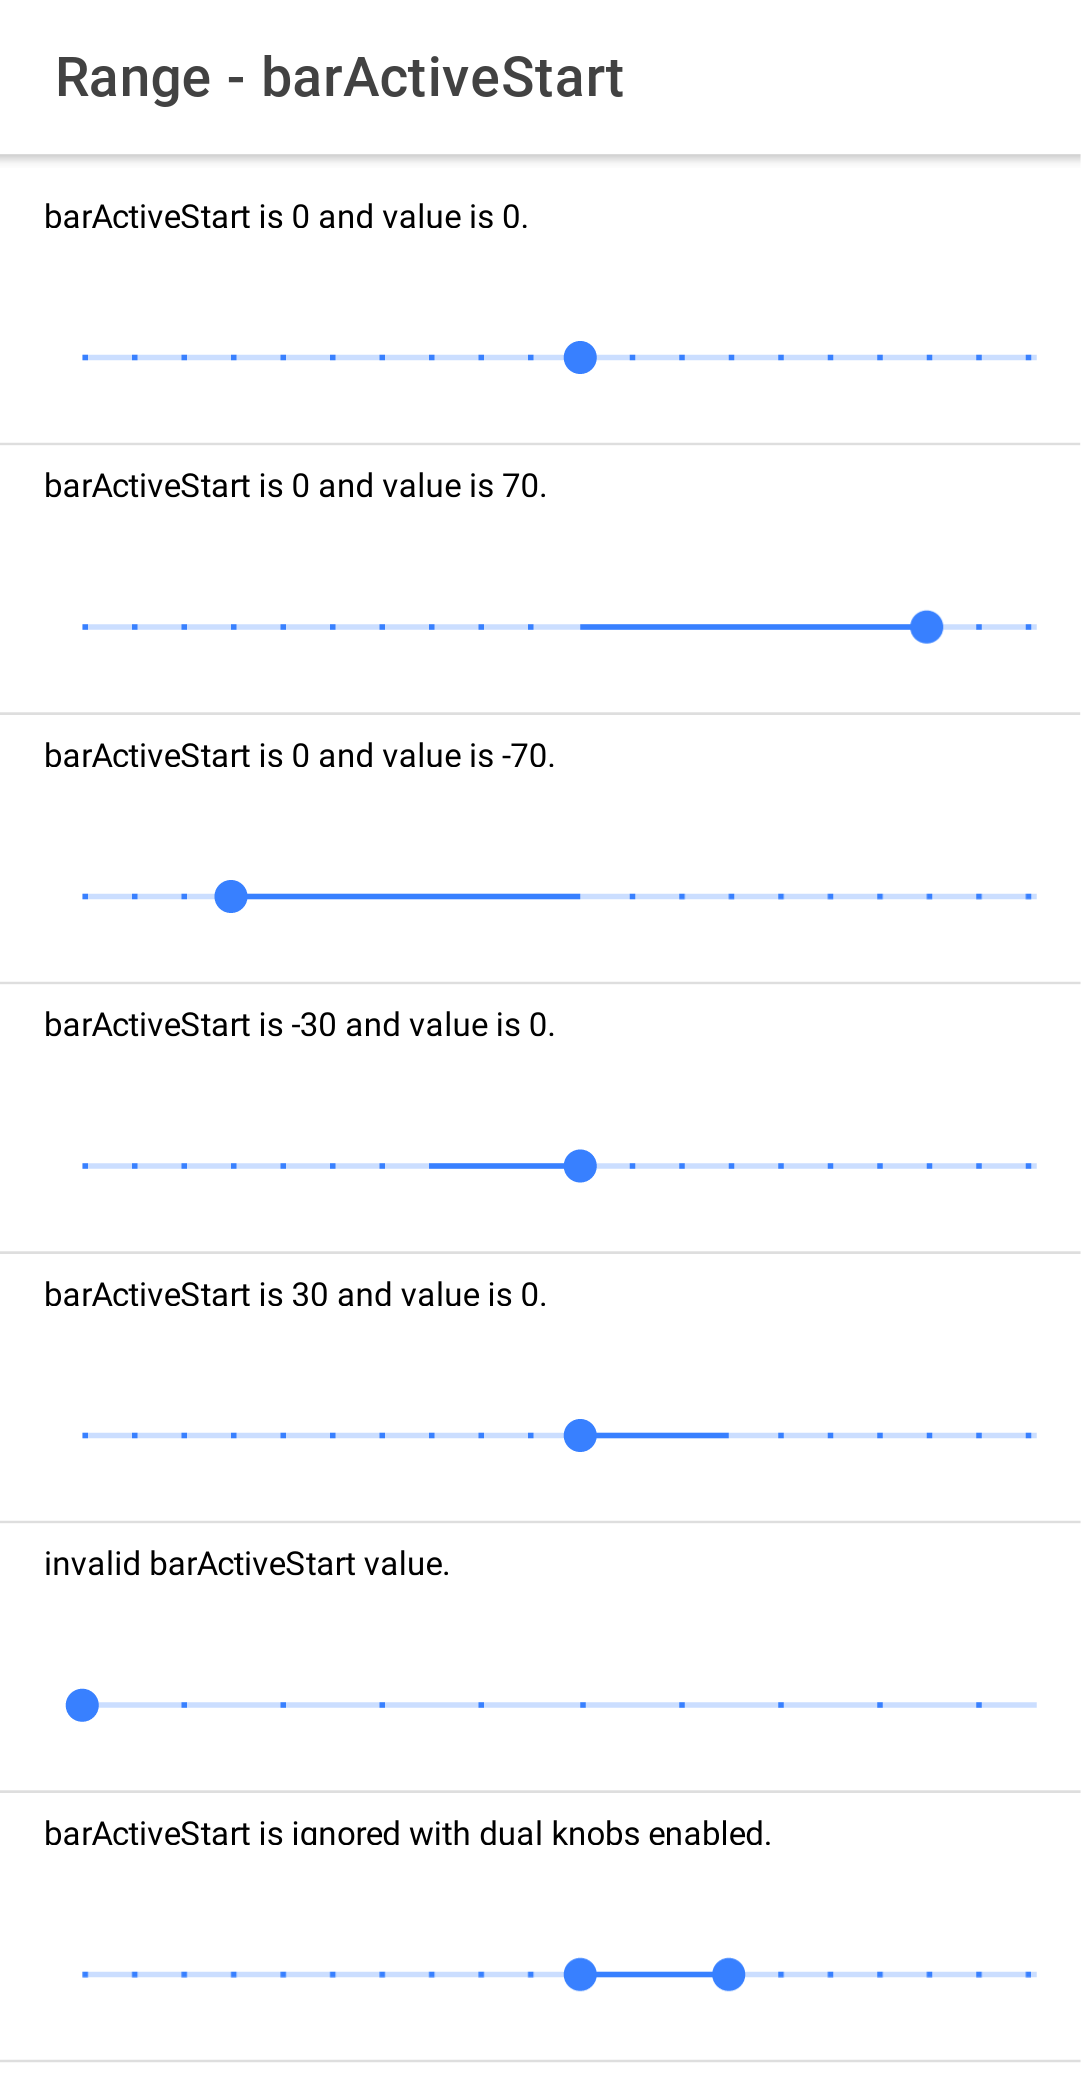 Range - barActiveStart
barActiveStart is 0 and value is 0.
barActiveStart is 0 and value is 70.
barActiveStart is 0 and value is -70.
barActiveStart is -30 and value is 0.
barActiveStart is 30 and value is 0.
invalid barActiveStart value.
barActiveStart is ignored with dual knobs enabled.